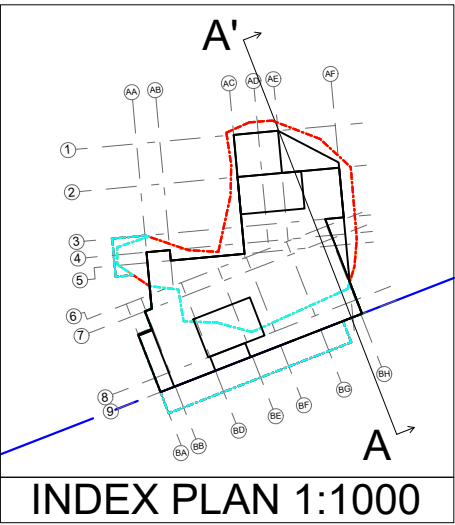 A'
AA
AB
AC
AD
AE
AF
1
2
3
4
5
6
7
8
9
BA
BB
BD
BE
BF
BG
BH
A
INDEX PLAN 1:1000